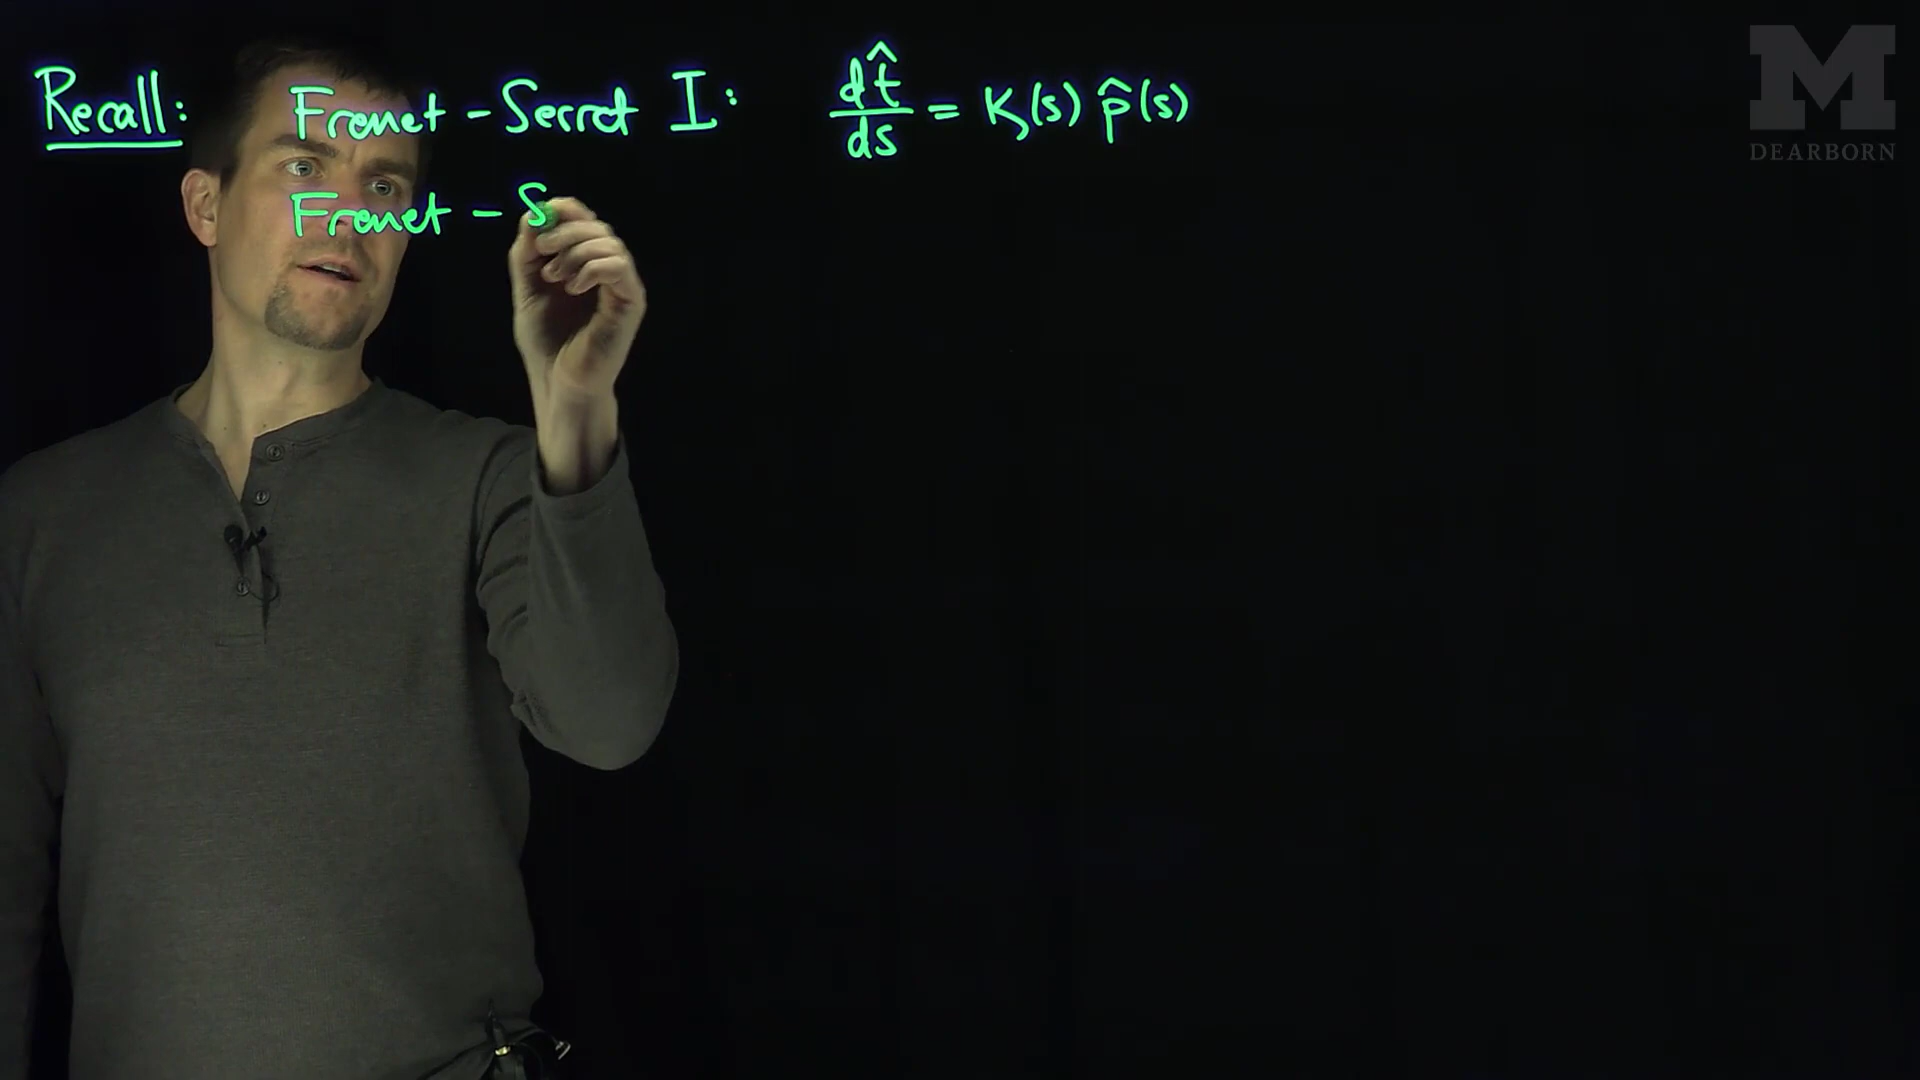 Recall: Frenet - Serret I: dt̂/ds = κ(s) p̂(s)
Frenet - S
M
DEARBORN